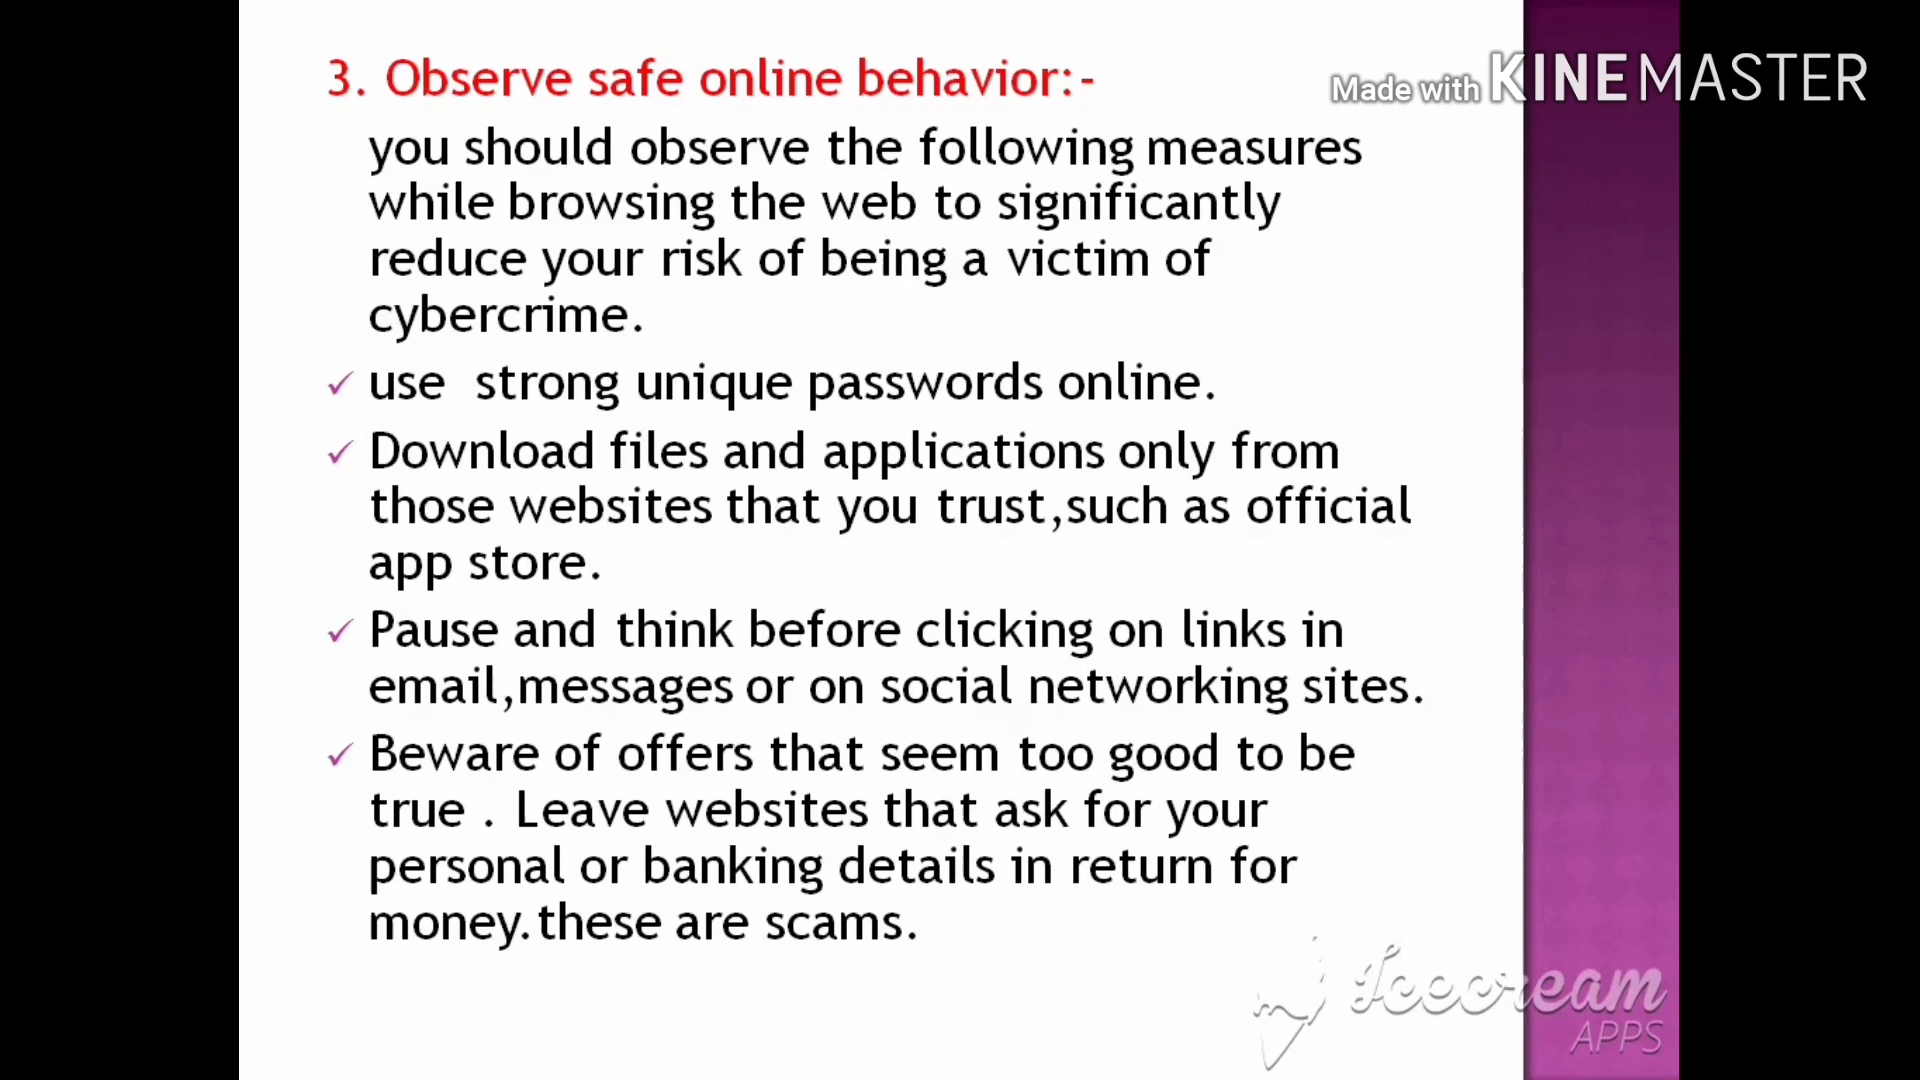 3. Observe safe online behavior:-
Made with KINEMASTER
you should observe the following measures
while browsing the web to significantly
reduce your risk of being a victim of
cybercrime.
✓ use strong unique passwords online.
✓ Download files and applications only from
those websites that you trust,such as official
app store.
✓ Pause and think before clicking on links in
email,messages or on social networking sites.
✓ Beware of offers that seem too good to be
true . Leave websites that ask for your
personal or banking details in return for
money.these are scams.
Icecream
APPS